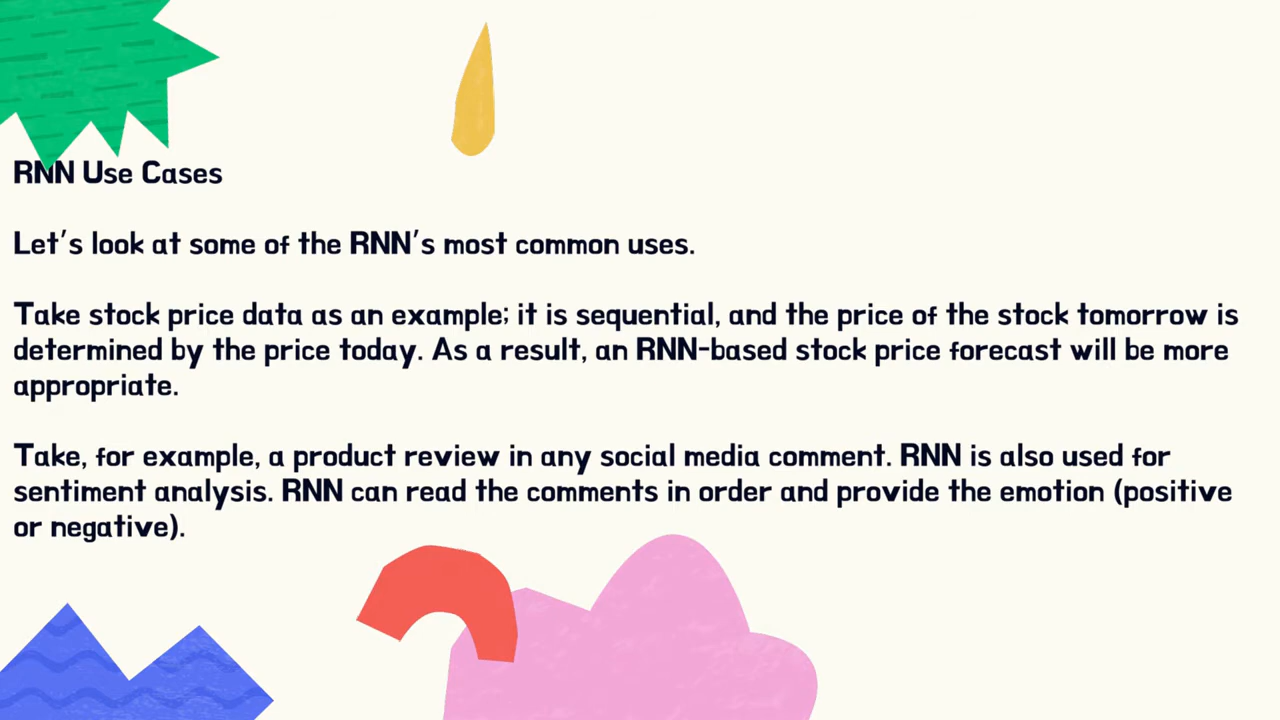 RNN Use Cases
Let's look at some of the RNN's most common uses.
Take stock price data as an example; it is sequential, and the price of the stock tomorrow is
determined by the price today. As a result, an RNN-based stock price forecast will be more
appropriate.
Take, for example, a product review in any social media comment. RNN is also used for
sentiment analysis. RNN can read the comments in order and provide the emotion (positive
or negative).